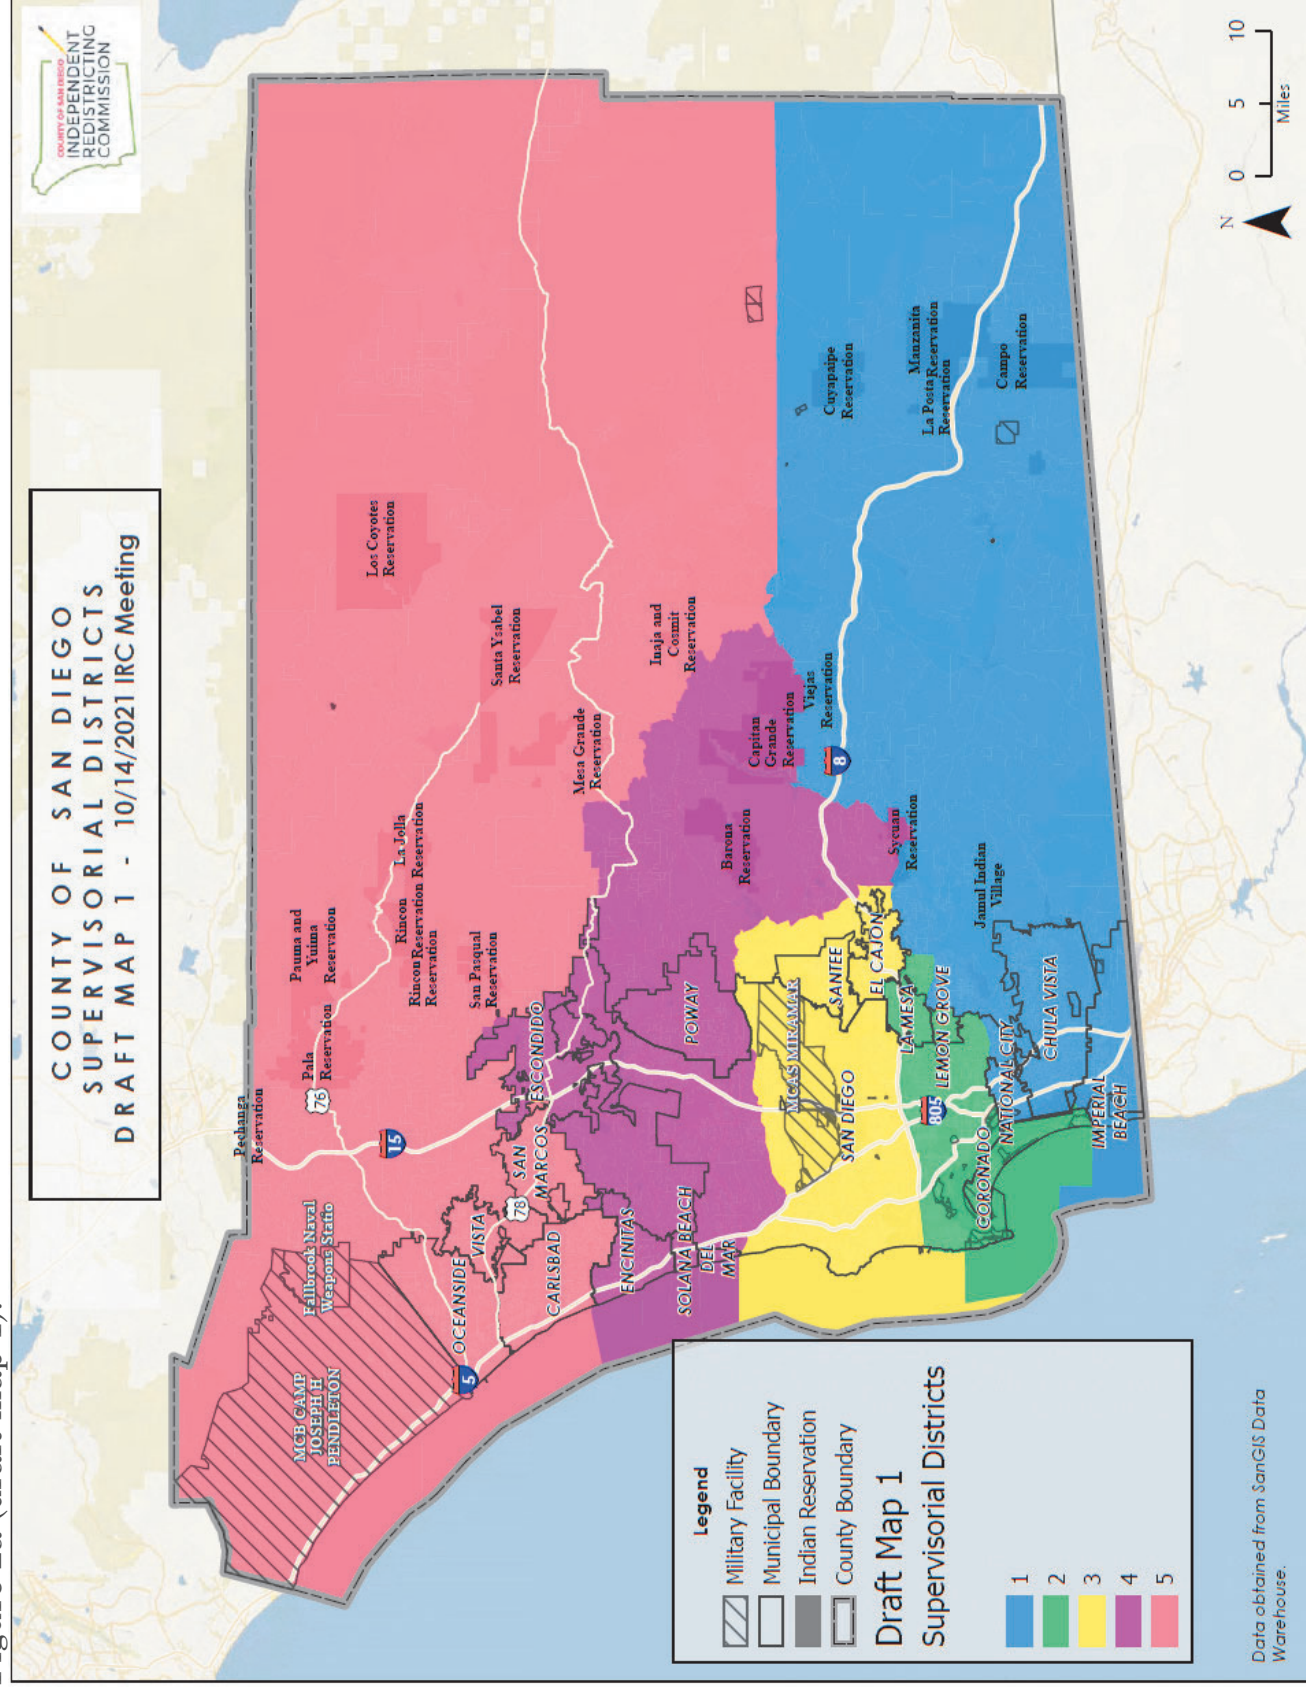 COUNTY OF SAN DIEGO
SUPERVISORIAL DISTRICTS
DRAFT MAP 1 - 10/14/2021 IRC Meeting
COUNTY OF SAN DIEGO
INDEPENDENT
REDISTRICTING
COMMISSION
Pechanga
Reservation
Fallbrook Naval
Weapons Statio
MCB CAMP
JOSEPH H
PENDLETON
76
Pala
Reservation
Pauma and
Yuima
Reservation
15
Rincon
Reservation
La Jolla
Reservation
Rincon
Reservation
Los Coyotes
Reservation
San Pasqual
Reservation
Santa Ysabel
Reservation
OCEANSIDE
5
VISTA
78
SAN
MARCOS
ESCONDIDO
CARLSBAD
Mesa Grande
Reservation
ENCINITAS
Inaja and
Cosmit
Reservation
SOLANA BEACH
DEL
MAR
POWAY
Barona
Reservation
Capitan
Grande
Reservation
Viejas
Reservation
MCAS MIRAMAR
SANTEE
8
Cuyapaipe
Reservation
SAN DIEGO
EL CAJON
Sycuan
Reservation
LA MESA
Manzanita
Reservation
La Posta
Reservation
805
LEMON GROVE
CORONADO
NATIONAL CITY
Jamul Indian
Village
Campo
Reservation
CHULA VISTA
IMPERIAL
BEACH
Legend
Military Facility
Municipal Boundary
Indian Reservation
County Boundary
Draft Map 1
Supervisorial Districts
1
2
3
4
5
N
0 5 10
Miles
Data obtained from SanGIS Data
Warehouse.